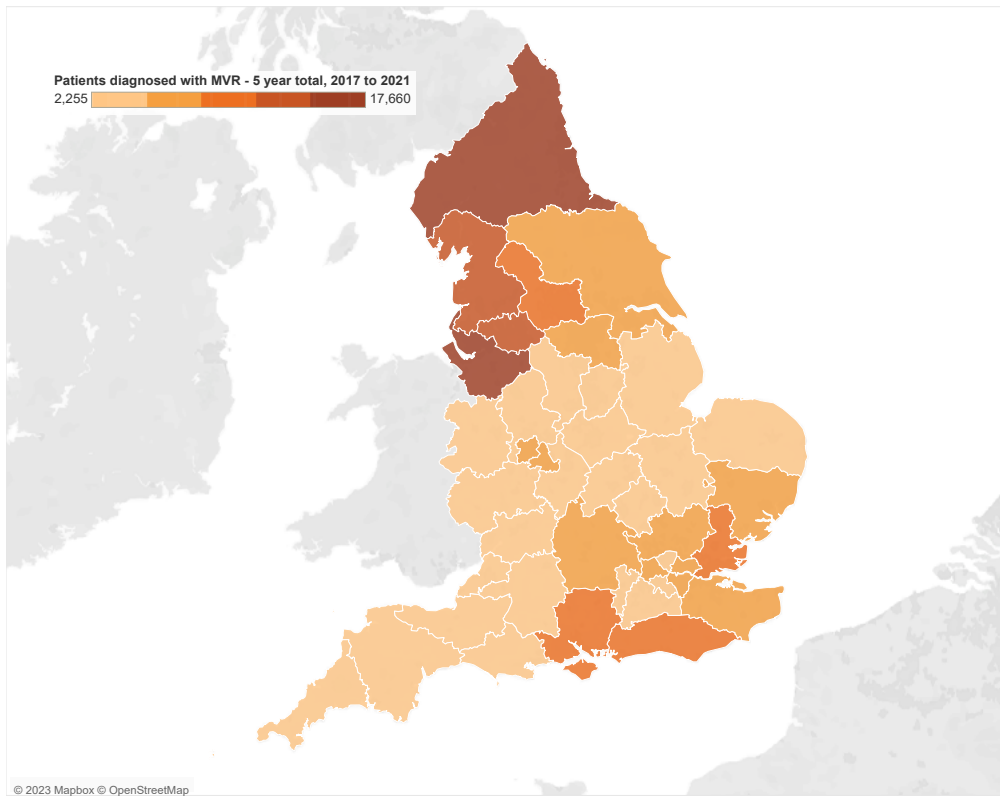 Patients diagnosed with MVR - 5 year total, 2017 to 2021
2,255 17,660
© 2023 Mapbox © OpenStreetMap